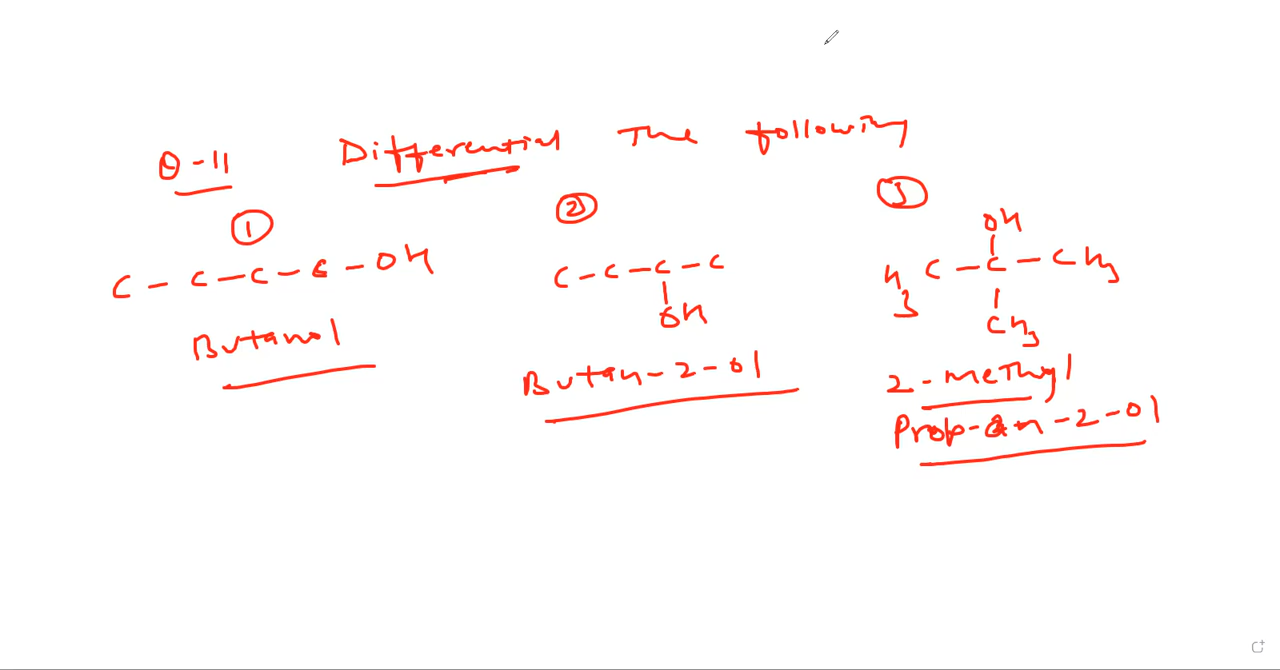 Q-11 Differential The following
① ② ③
OH
C - C - C - C - OH C - C - C - C H3C - C - CH3
OH CH3
Butanol Butan-2-ol 2-methyl
Prop-an-2-ol